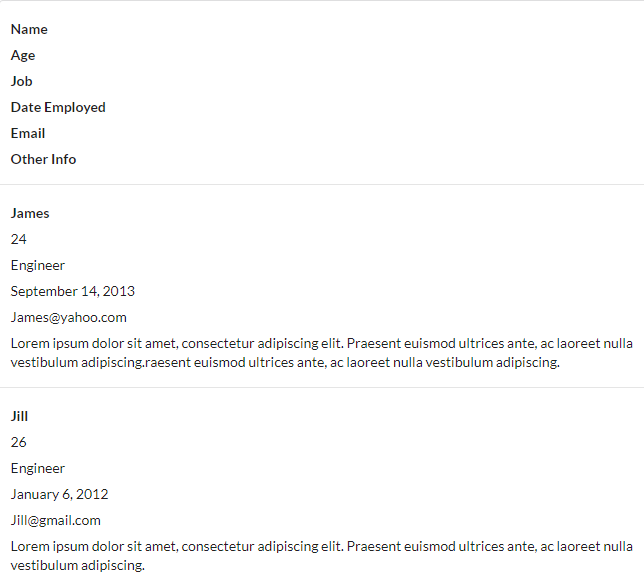 Name
Age
Job
Date Employed
Email
Other Info
James
24
Engineer
September 14, 2013
James@yahoo.com
Lorem ipsum dolor sit amet, consectetur adipiscing elit. Praesent euismod ultrices ante, ac laoreet nulla
vestibulum adipiscing.raesent euismod ultrices ante, ac laoreet nulla vestibulum adipiscing.
Jill
26
Engineer
January 6, 2012
Jill@gmail.com
Lorem ipsum dolor sit amet, consectetur adipiscing elit. Praesent euismod ultrices ante, ac laoreet nulla
vestibulum adipiscing.